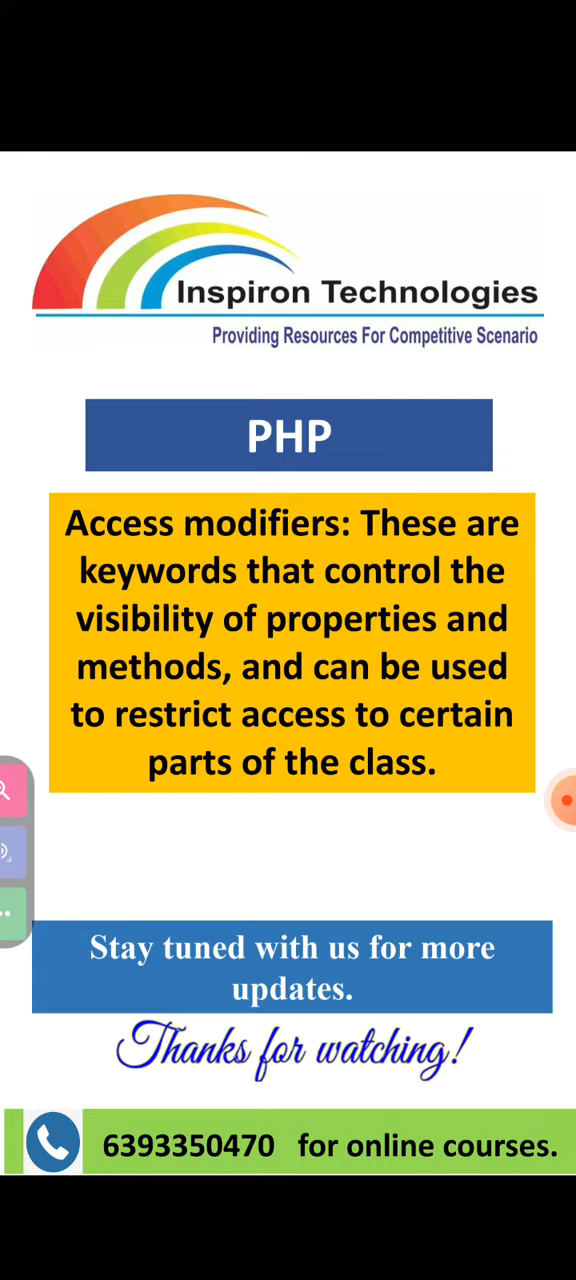 Inspiron Technologies
Providing Resources For Competitive Scenario
PHP
Access modifiers: These are
keywords that control the
visibility of properties and
methods, and can be used
to restrict access to certain
parts of the class.
Stay tuned with us for more
updates.
Thanks for watching!
6393350470 for online courses.